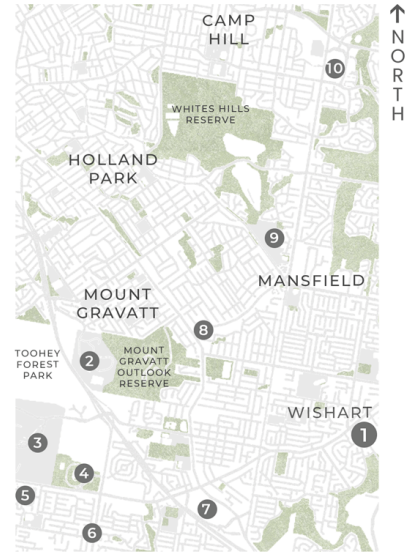 CAMP
HILL
NORTH
10
WHITES HILLS
RESERVE
HOLLAND
PARK
9
MANSFIELD
MOUNT
GRAVATT
8
TOOHEY
FOREST
PARK
2
MOUNT
GRAVATT
OUTLOOK
RESERVE
WISHART
1
3
4
5
7
6